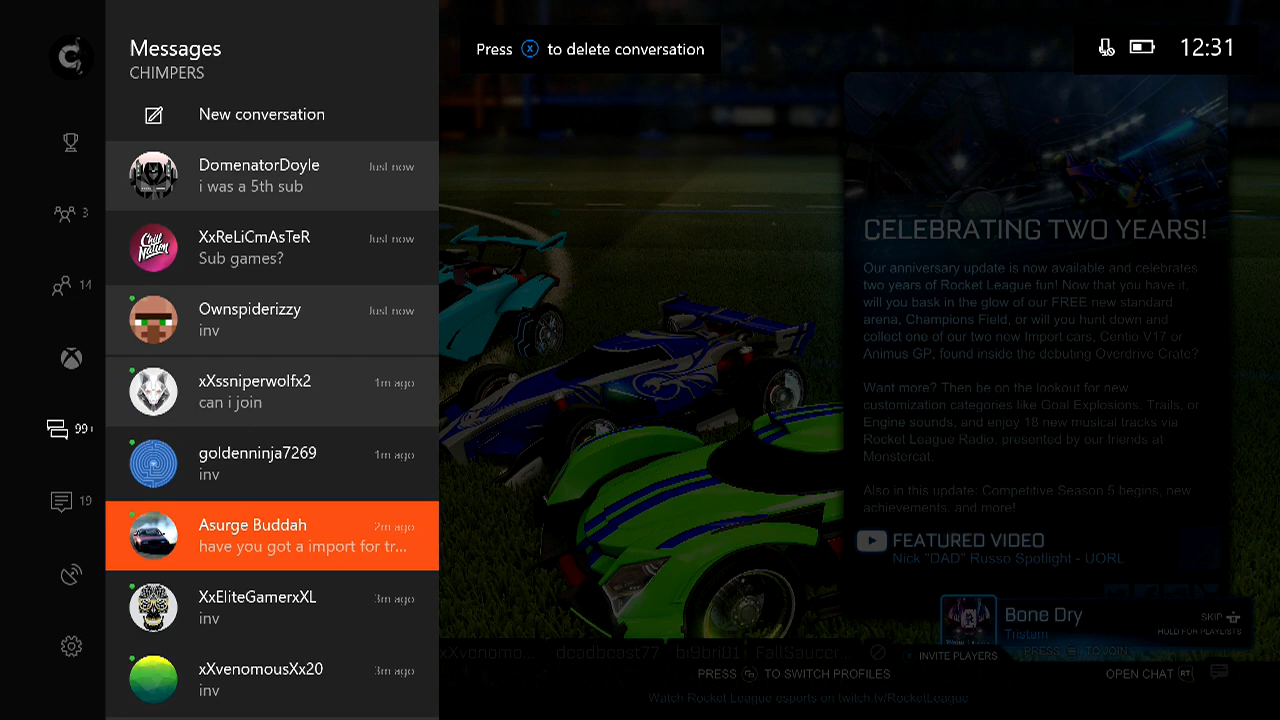 Messages
CHIMPERS
New conversation
DomenatorDoyle Just now
i was a 5th sub
XxReLiCmAsTeR Just now
Sub games?
Ownspiderizzy Just now
inv
xXssniperwolfx2 1m ago
can i join
goldenninja7269 1m ago
inv
Asurge Buddah 2m ago
have you got a import for tr...
XxEliteGamerxXL 3m ago
inv
xXvenomousXx20 3m ago
inv
3
14
99+
19
Chill Nation
Press X to delete conversation
12:31
CELEBRATING TWO YEARS!
Our anniversary update is now available and celebrates
two years of Rocket League fun! Now that you have it,
will you bask in the glow of our FREE new standard
arena, Champions Field, or will you hunt down and
collect one of our two new Import cars, Centio V17 or
Animus GP, found inside the debuting Overdrive Crate?
Want more? Then be on the lookout for new
customization categories like Goal Explosions, Trails, or
Engine sounds, and enjoy 18 new musical tracks via
Rocket League Radio, presented by our friends at
Monstercat.
Also in this update: Competitive Season 5 begins, new
achievements, and more!
FEATURED VIDEO
Nick "DAD" Russo Spotlight - UORL
Bone Dry
Tristam
SKIP
HOLD FOR PLAYLISTS
PRESS TO JOIN
xXvenomo... deadbeast77 bi9bri01 FallSaucer
INVITE PLAYERS
PRESS TO SWITCH PROFILES
OPEN CHAT RT
Watch Rocket League esports on twitch.tv/RocketLeague